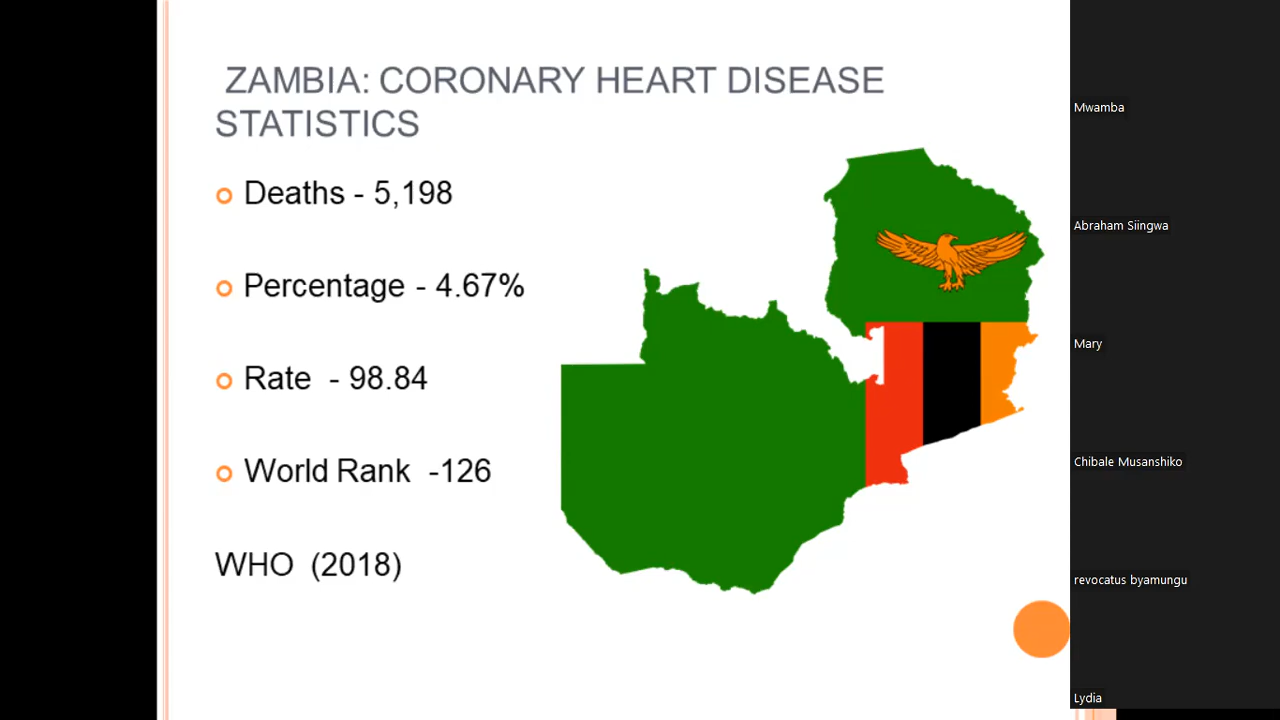 ZAMBIA: CORONARY HEART DISEASE
STATISTICS
Deaths - 5,198
Percentage - 4.67%
Rate - 98.84
World Rank -126
WHO (2018)
Mwamba
Abraham Siingwa
Mary
Chibale Musanshiko
revocatus byamungu
Lydia